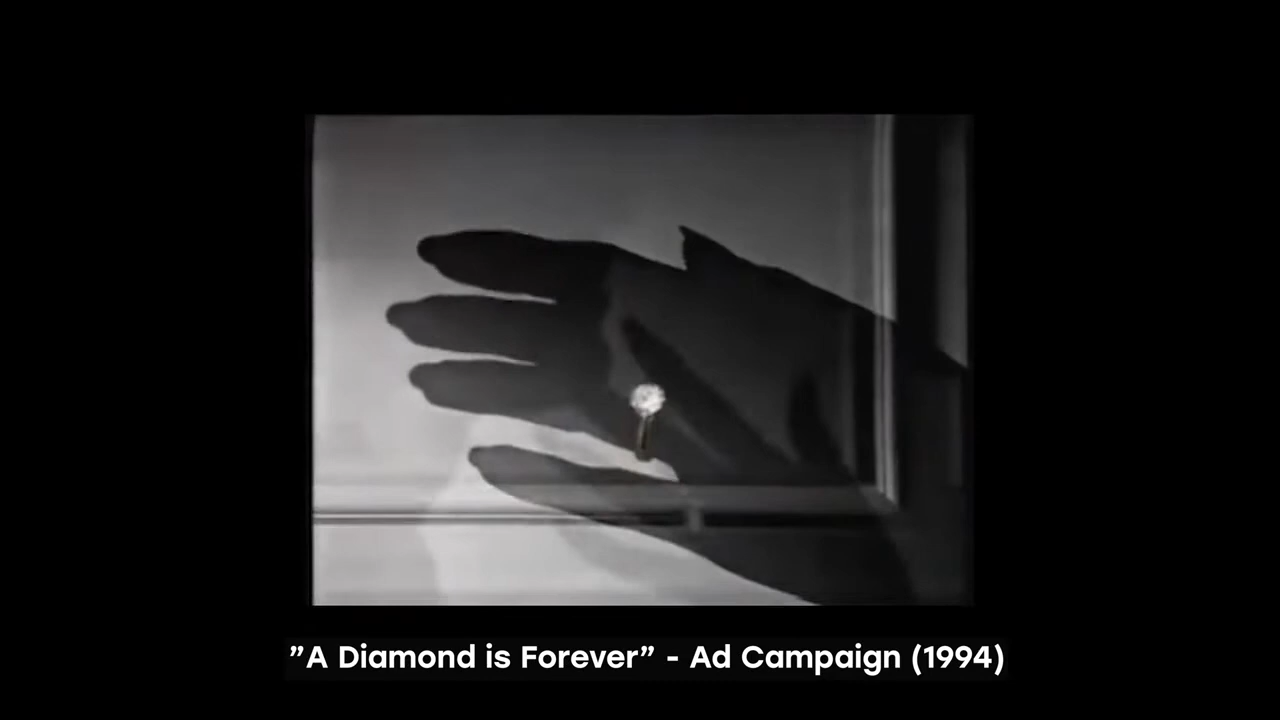 ”A Diamond is Forever” - Ad Campaign (1994)